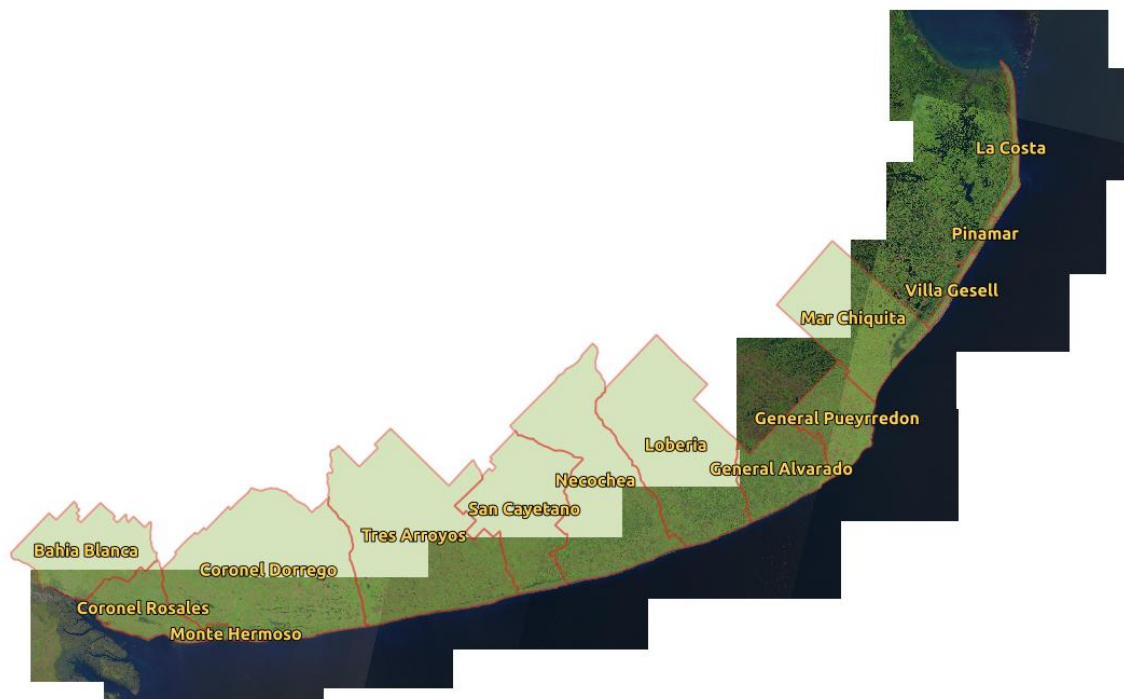 La Costa
Pinamar
Villa Gesell
Mar Chiquita
General Pueyrredon
Loberia
General Alvarado
Necochea
San Cayetano
Tres Arroyos
Bahia Blanca
Coronel Dorrego
Coronel Rosales
Monte Hermoso